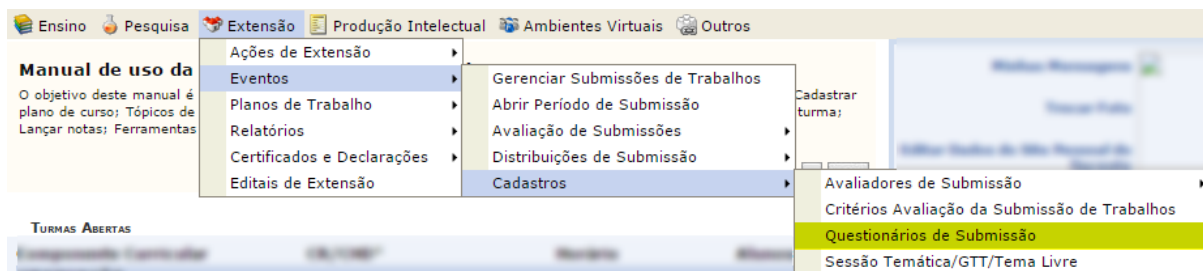 Ensino Pesquisa Extensão Produção Intelectual Ambientes Virtuais Outros
Manual de uso da
O objetivo deste manual é
plano de curso; Tópicos de
Lançar notas; Ferramentas
Cadastrar
turma;
Ações de Extensão
Eventos
Planos de Trabalho
Relatórios
Certificados e Declarações
Editais de Extensão
Gerenciar Submissões de Trabalhos
Abrir Período de Submissão
Avaliação de Submissões
Distribuições de Submissão
Cadastros
Avaliadores de Submissão
Critérios Avaliação da Submissão de Trabalhos
Questionários de Submissão
Sessão Temática/GTT/Tema Livre
Turmas Abertas